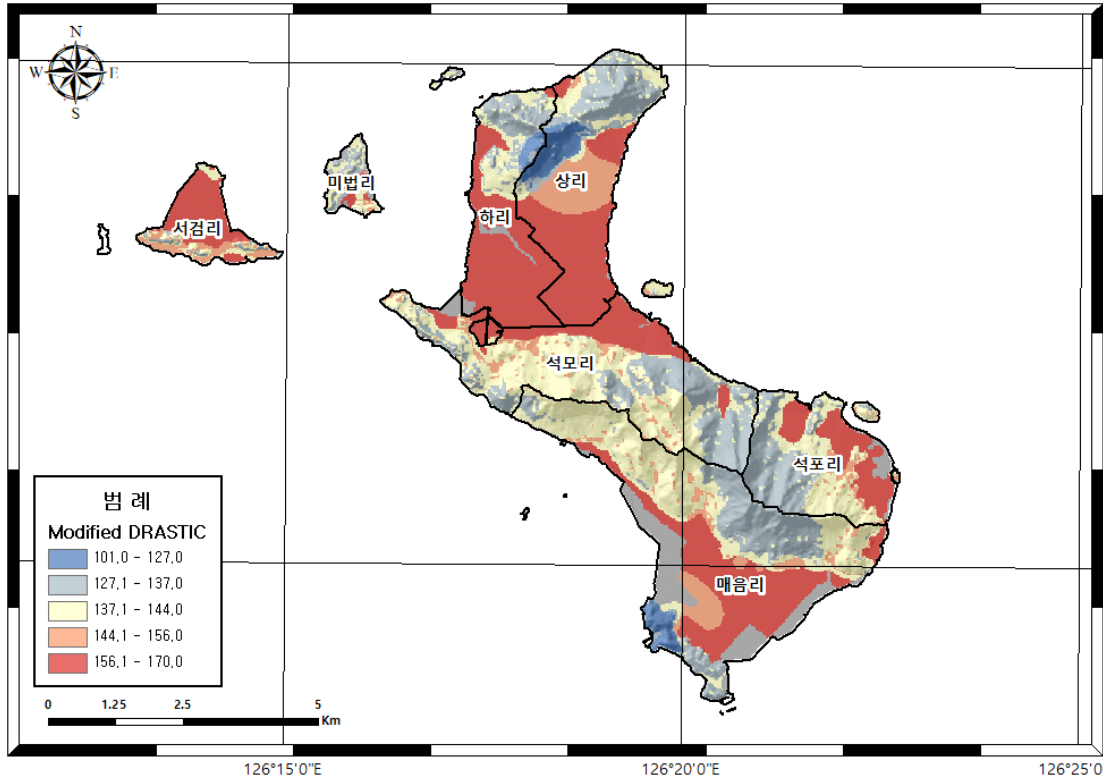 N
W E
S
미법리
상리
서검리
하리
석모리
석포리
매음리
범 례
Modified DRASTIC
101,0 - 127,0
127,1 - 137,0
137,1 - 144,0
144,1 - 156,0
156,1 - 170,0
0 1.25 2.5 5
Km
126°15'0"E 126°20'0"E 126°25'0